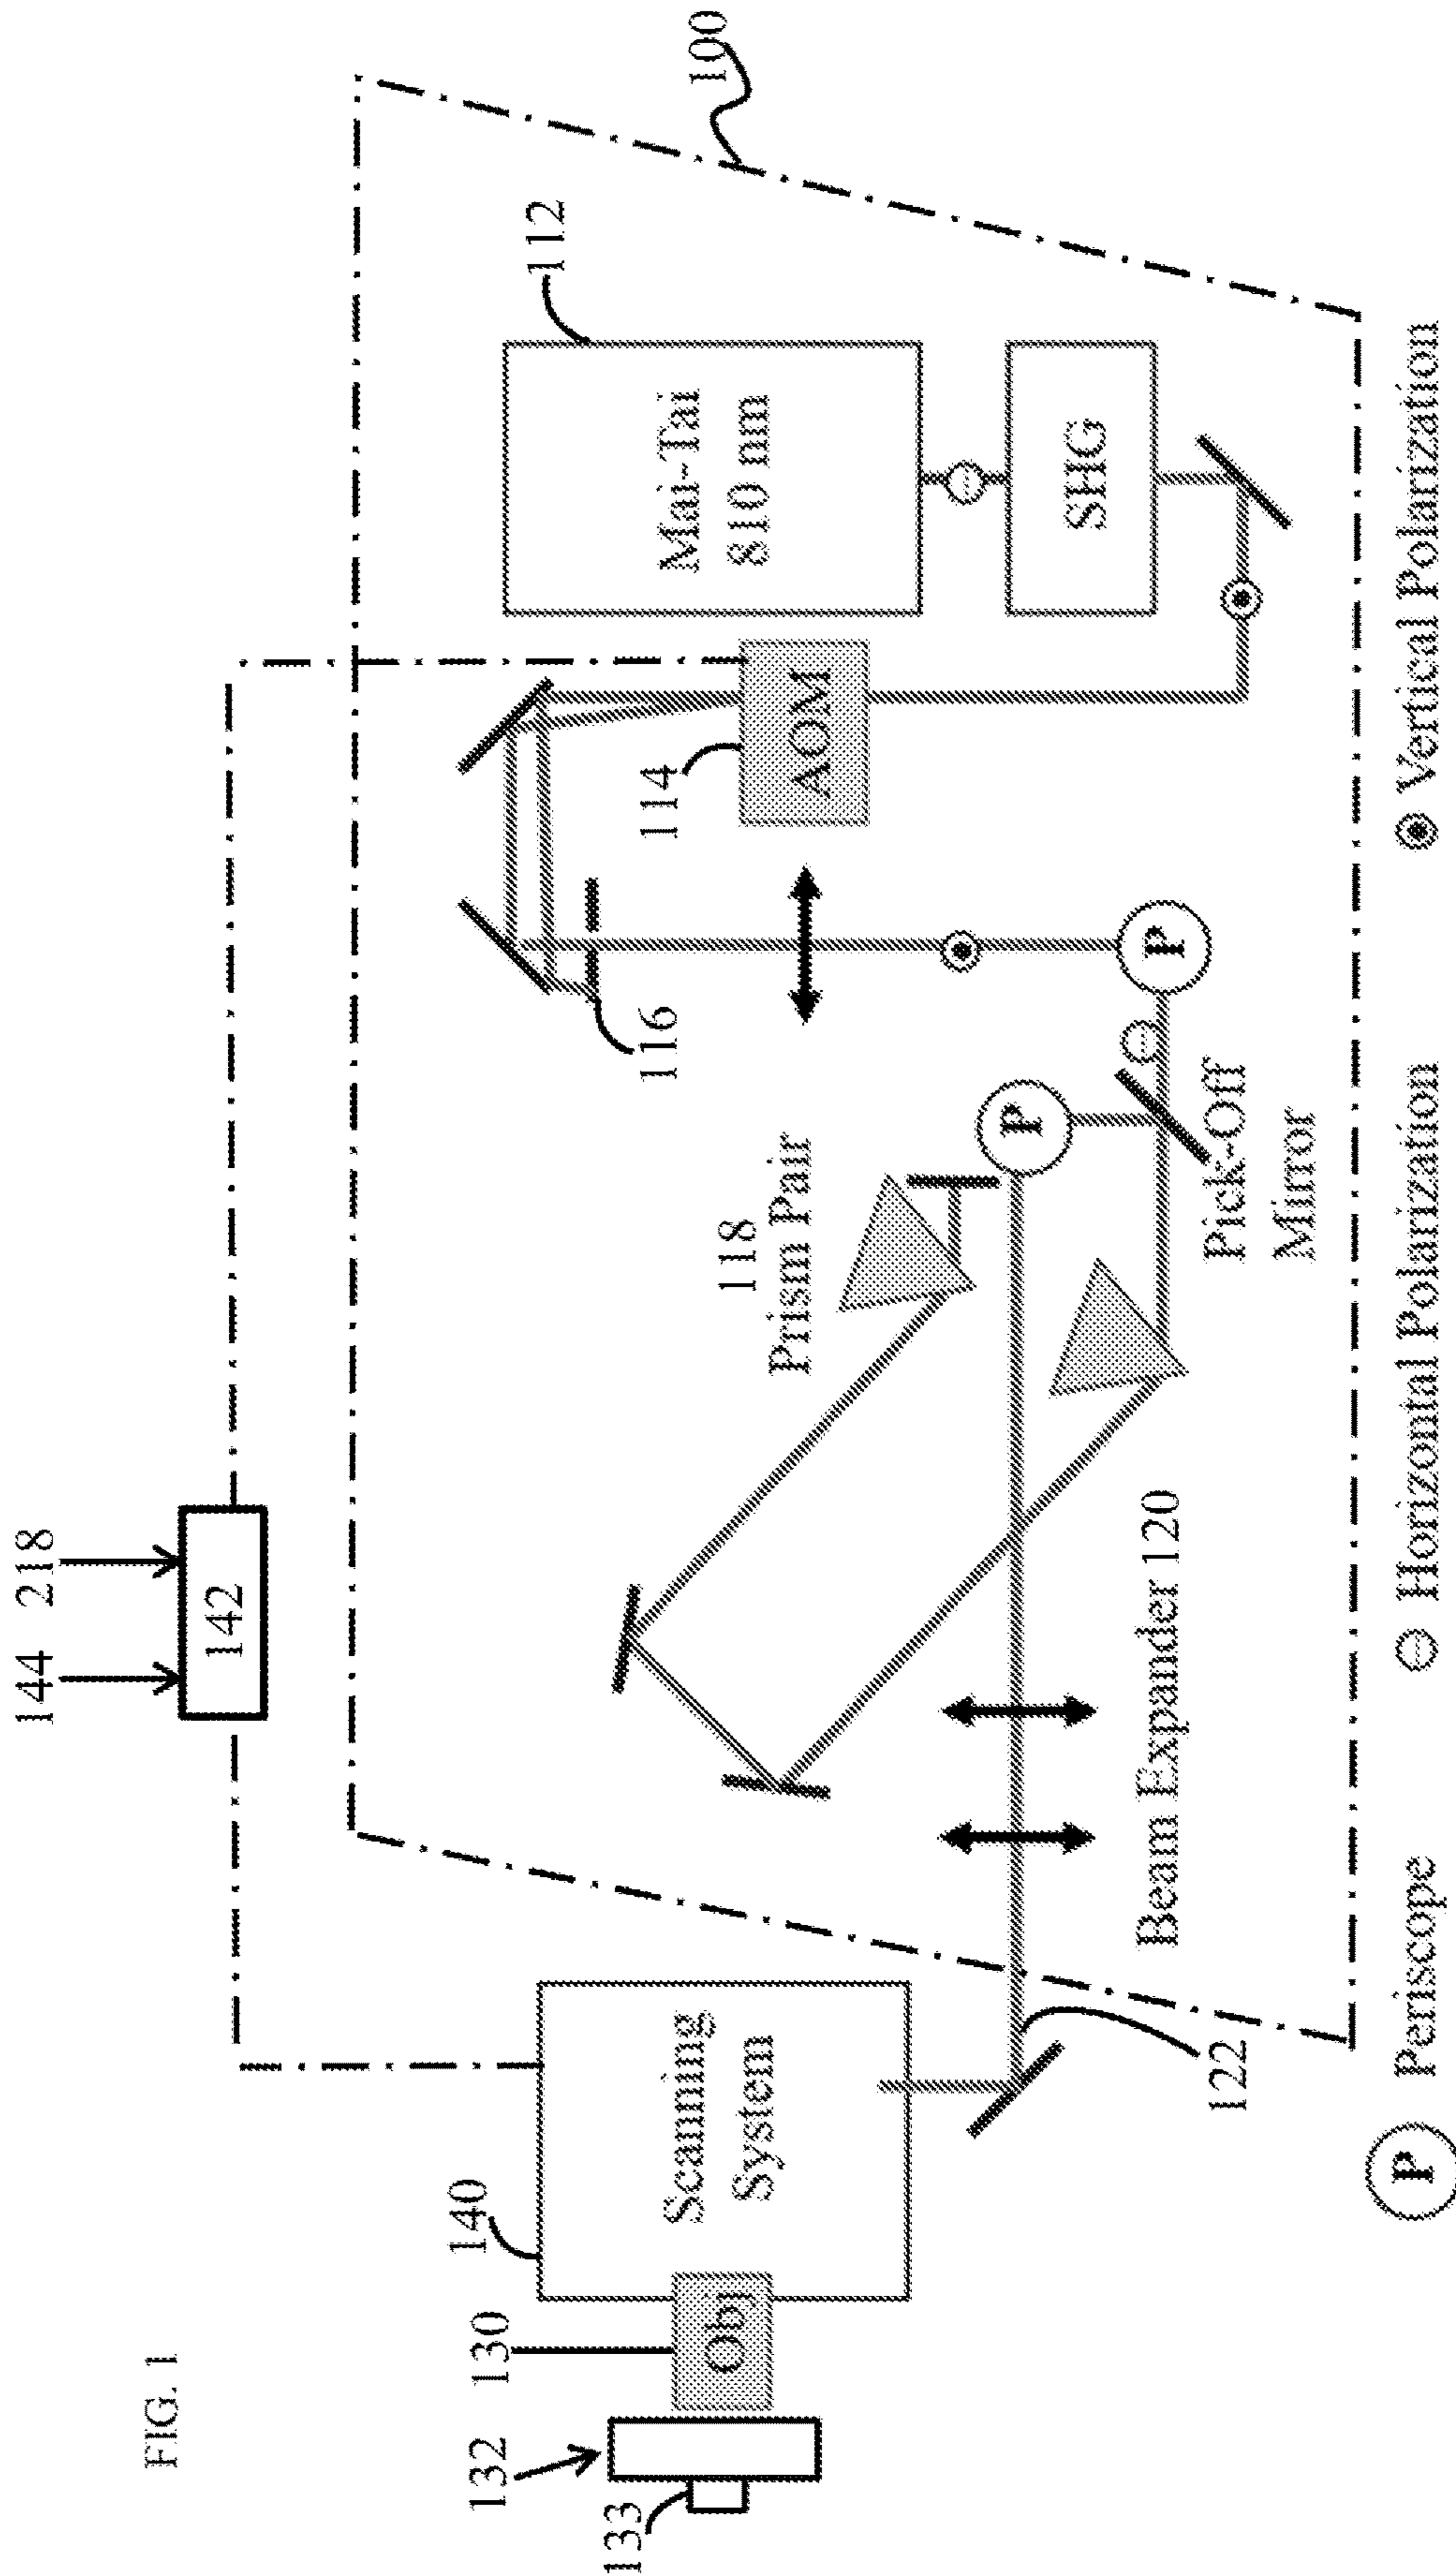 FIG. 1
144
218
142
100
140
Scanning
System
130
Obj
132
133
122
112
Mai-Tai
810 nm
SHG
114
AOM
116
118
Prism Pair
P
P
Pick-Off
Mirror
Beam Expander 120
P Periscope
Horizontal Polarization
Vertical Polarization